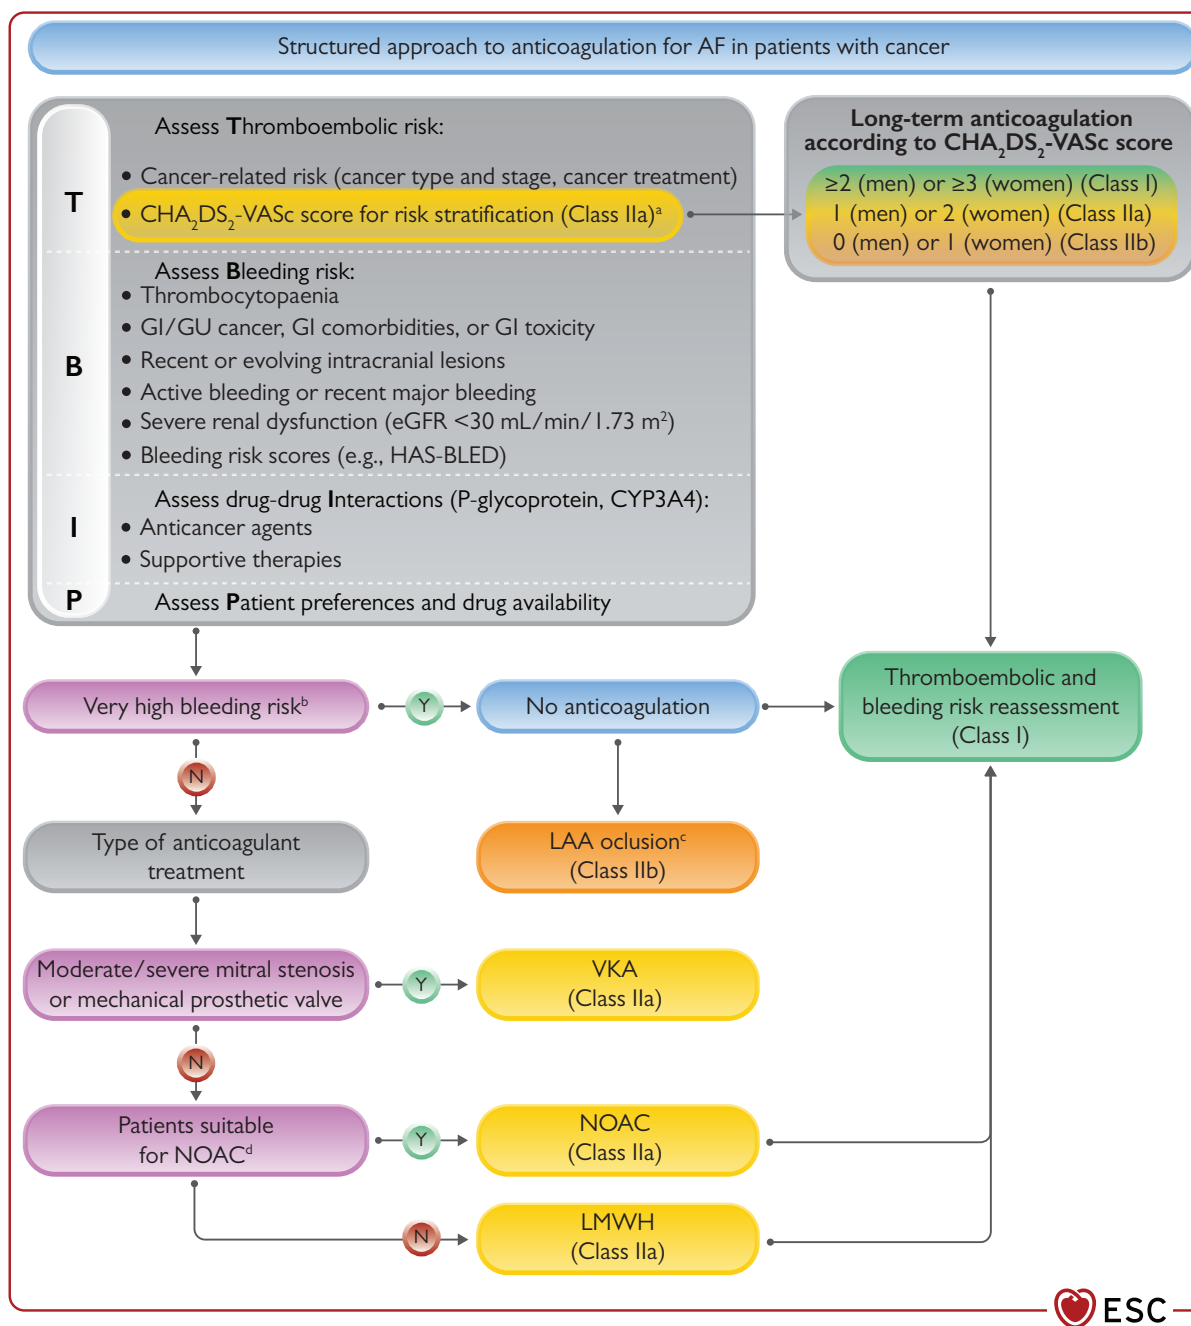 Structured approach to anticoagulation for AF in patients with cancer
T
Assess Thromboembolic risk:
• Cancer-related risk (cancer type and stage, cancer treatment)
• CHA₂DS₂-VASc score for risk stratification (Class IIa)ᵃ
Long-term anticoagulation
according to CHA₂DS₂-VASc score
≥2 (men) or ≥3 (women) (Class I)
1 (men) or 2 (women) (Class IIa)
0 (men) or 1 (women) (Class IIb)
B
Assess Bleeding risk:
• Thrombocytopaenia
• GI/GU cancer, GI comorbidities, or GI toxicity
• Recent or evolving intracranial lesions
• Active bleeding or recent major bleeding
• Severe renal dysfunction (eGFR <30 mL/min/1.73 m²)
• Bleeding risk scores (e.g., HAS-BLED)
I
Assess drug-drug Interactions (P-glycoprotein, CYP3A4):
• Anticancer agents
• Supportive therapies
P
Assess Patient preferences and drug availability
Very high bleeding riskᵇ
Y
No anticoagulation
Thromboembolic and
bleeding risk reassessment
(Class I)
N
Type of anticoagulant
treatment
LAA oclusionᶜ
(Class IIb)
Moderate/severe mitral stenosis
or mechanical prosthetic valve
Y
VKA
(Class IIa)
N
Patients suitable
for NOACᵈ
Y
NOAC
(Class IIa)
N
LMWH
(Class IIa)
ESC